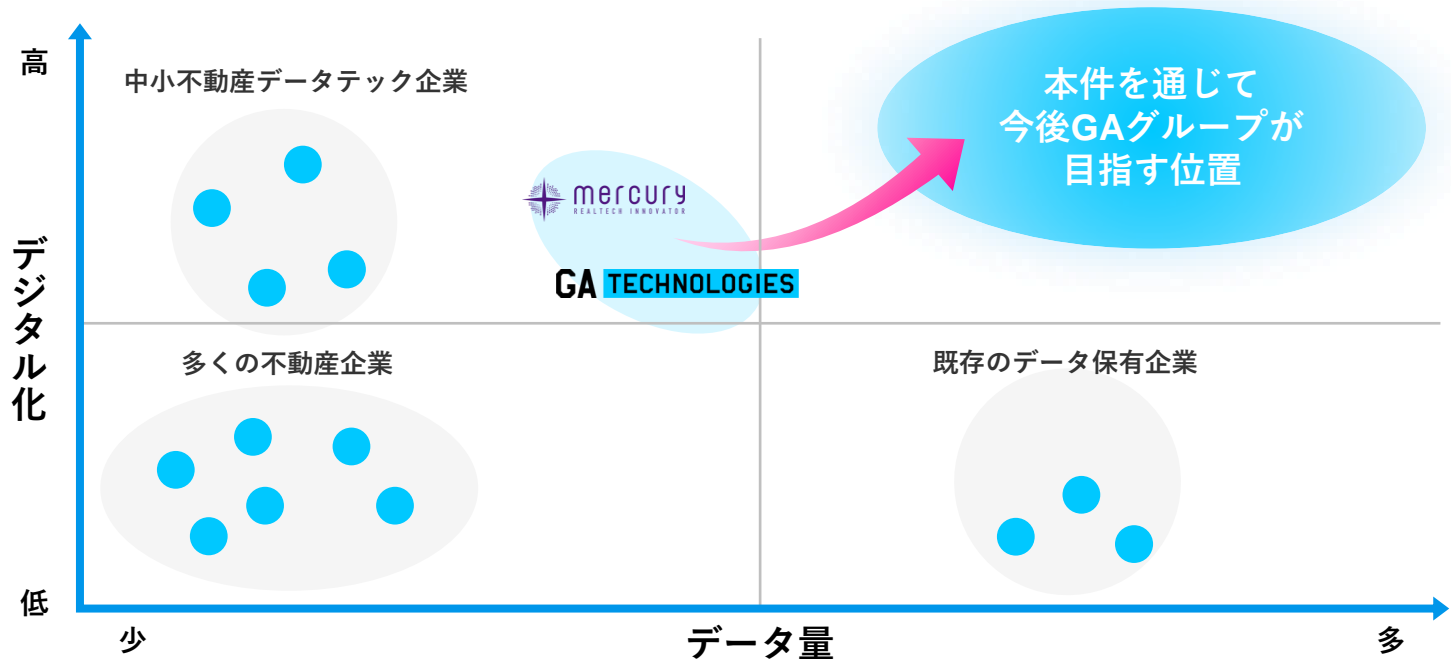 高
中小不動産データテック企業
本件を通じて
今後GAグループが
目指す位置
mercury
REALTECH INNOVATOR
GA TECHNOLOGIES
デジタル化
多くの不動産企業
既存のデータ保有企業
低
少
データ量
多